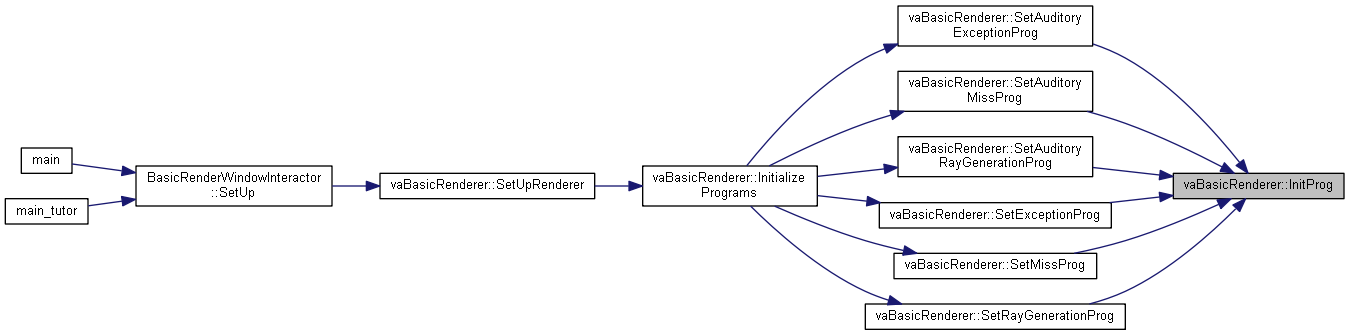 main
main_tutor
BasicRenderWindowInteractor
::SetUp
vaBasicRenderer::SetUpRenderer
vaBasicRenderer::Initialize
Programs
vaBasicRenderer::SetAuditory
ExceptionProg
vaBasicRenderer::SetAuditory
MissProg
vaBasicRenderer::SetAuditory
RayGenerationProg
vaBasicRenderer::SetExceptionProg
vaBasicRenderer::SetMissProg
vaBasicRenderer::SetRayGenerationProg
vaBasicRenderer::InitProg